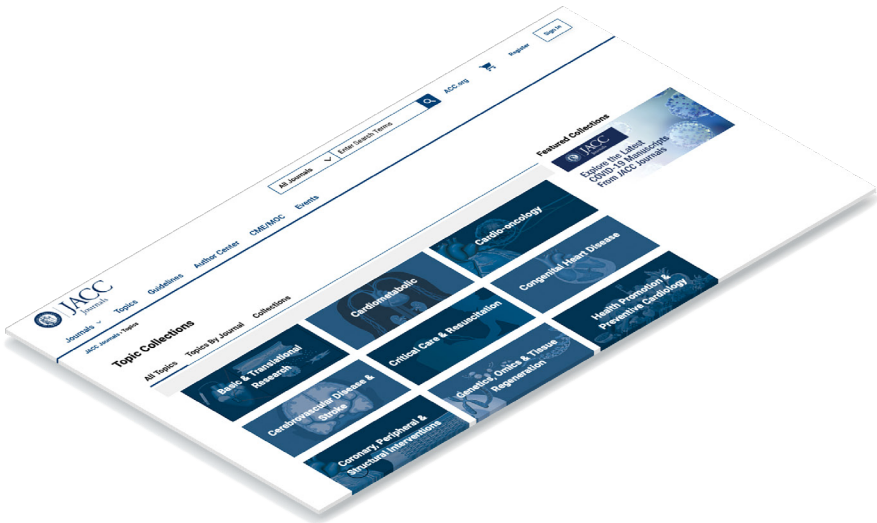 Sign In
Register
ACC.org
All Journals
Enter Search Terms
JACC
Journals
Journals
Topics
Guidelines
Author Center
CME/MOC
Events
JACC Journals › Topics
Topic Collections
All Topics
Topics By Journal
Collections
Basic & Translational
Research
Cardiometabolic
Cardio-oncology
Cerebrovascular Disease &
Stroke
Critical Care & Resuscitation
Congenital Heart Disease
Coronary, Peripheral &
Structural Interventions
Genetics, Omics & Tissue
Regeneration
Health Promotion &
Preventive Cardiology
Featured Collections
JACC
Journals
Explore the Latest
COVID-19 Manuscripts
From JACC Journals